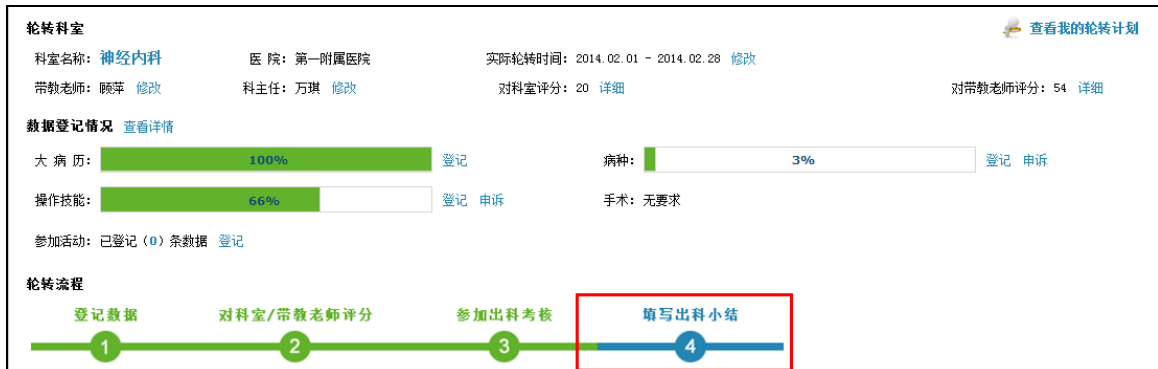 轮转科室 查看我的轮转计划
科室名称: 神经内科 医 院: 第一附属医院 实际轮转时间: 2014.02.01 - 2014.02.28 修改
带教老师: 顾萍 修改 科主任: 万琪 修改 对科室评分: 20 详细 对带教老师评分: 54 详细
数据登记情况 查看详情
大 病 历: 100% 登记 病种: 3% 登记 申诉
操作技能: 66% 登记 申诉 手术: 无要求
参加活动: 已登记 (0) 条数据 登记
轮转流程
登记数据 对科室/带教老师评分 参加出科考核 填写出科小结
1 2 3 4